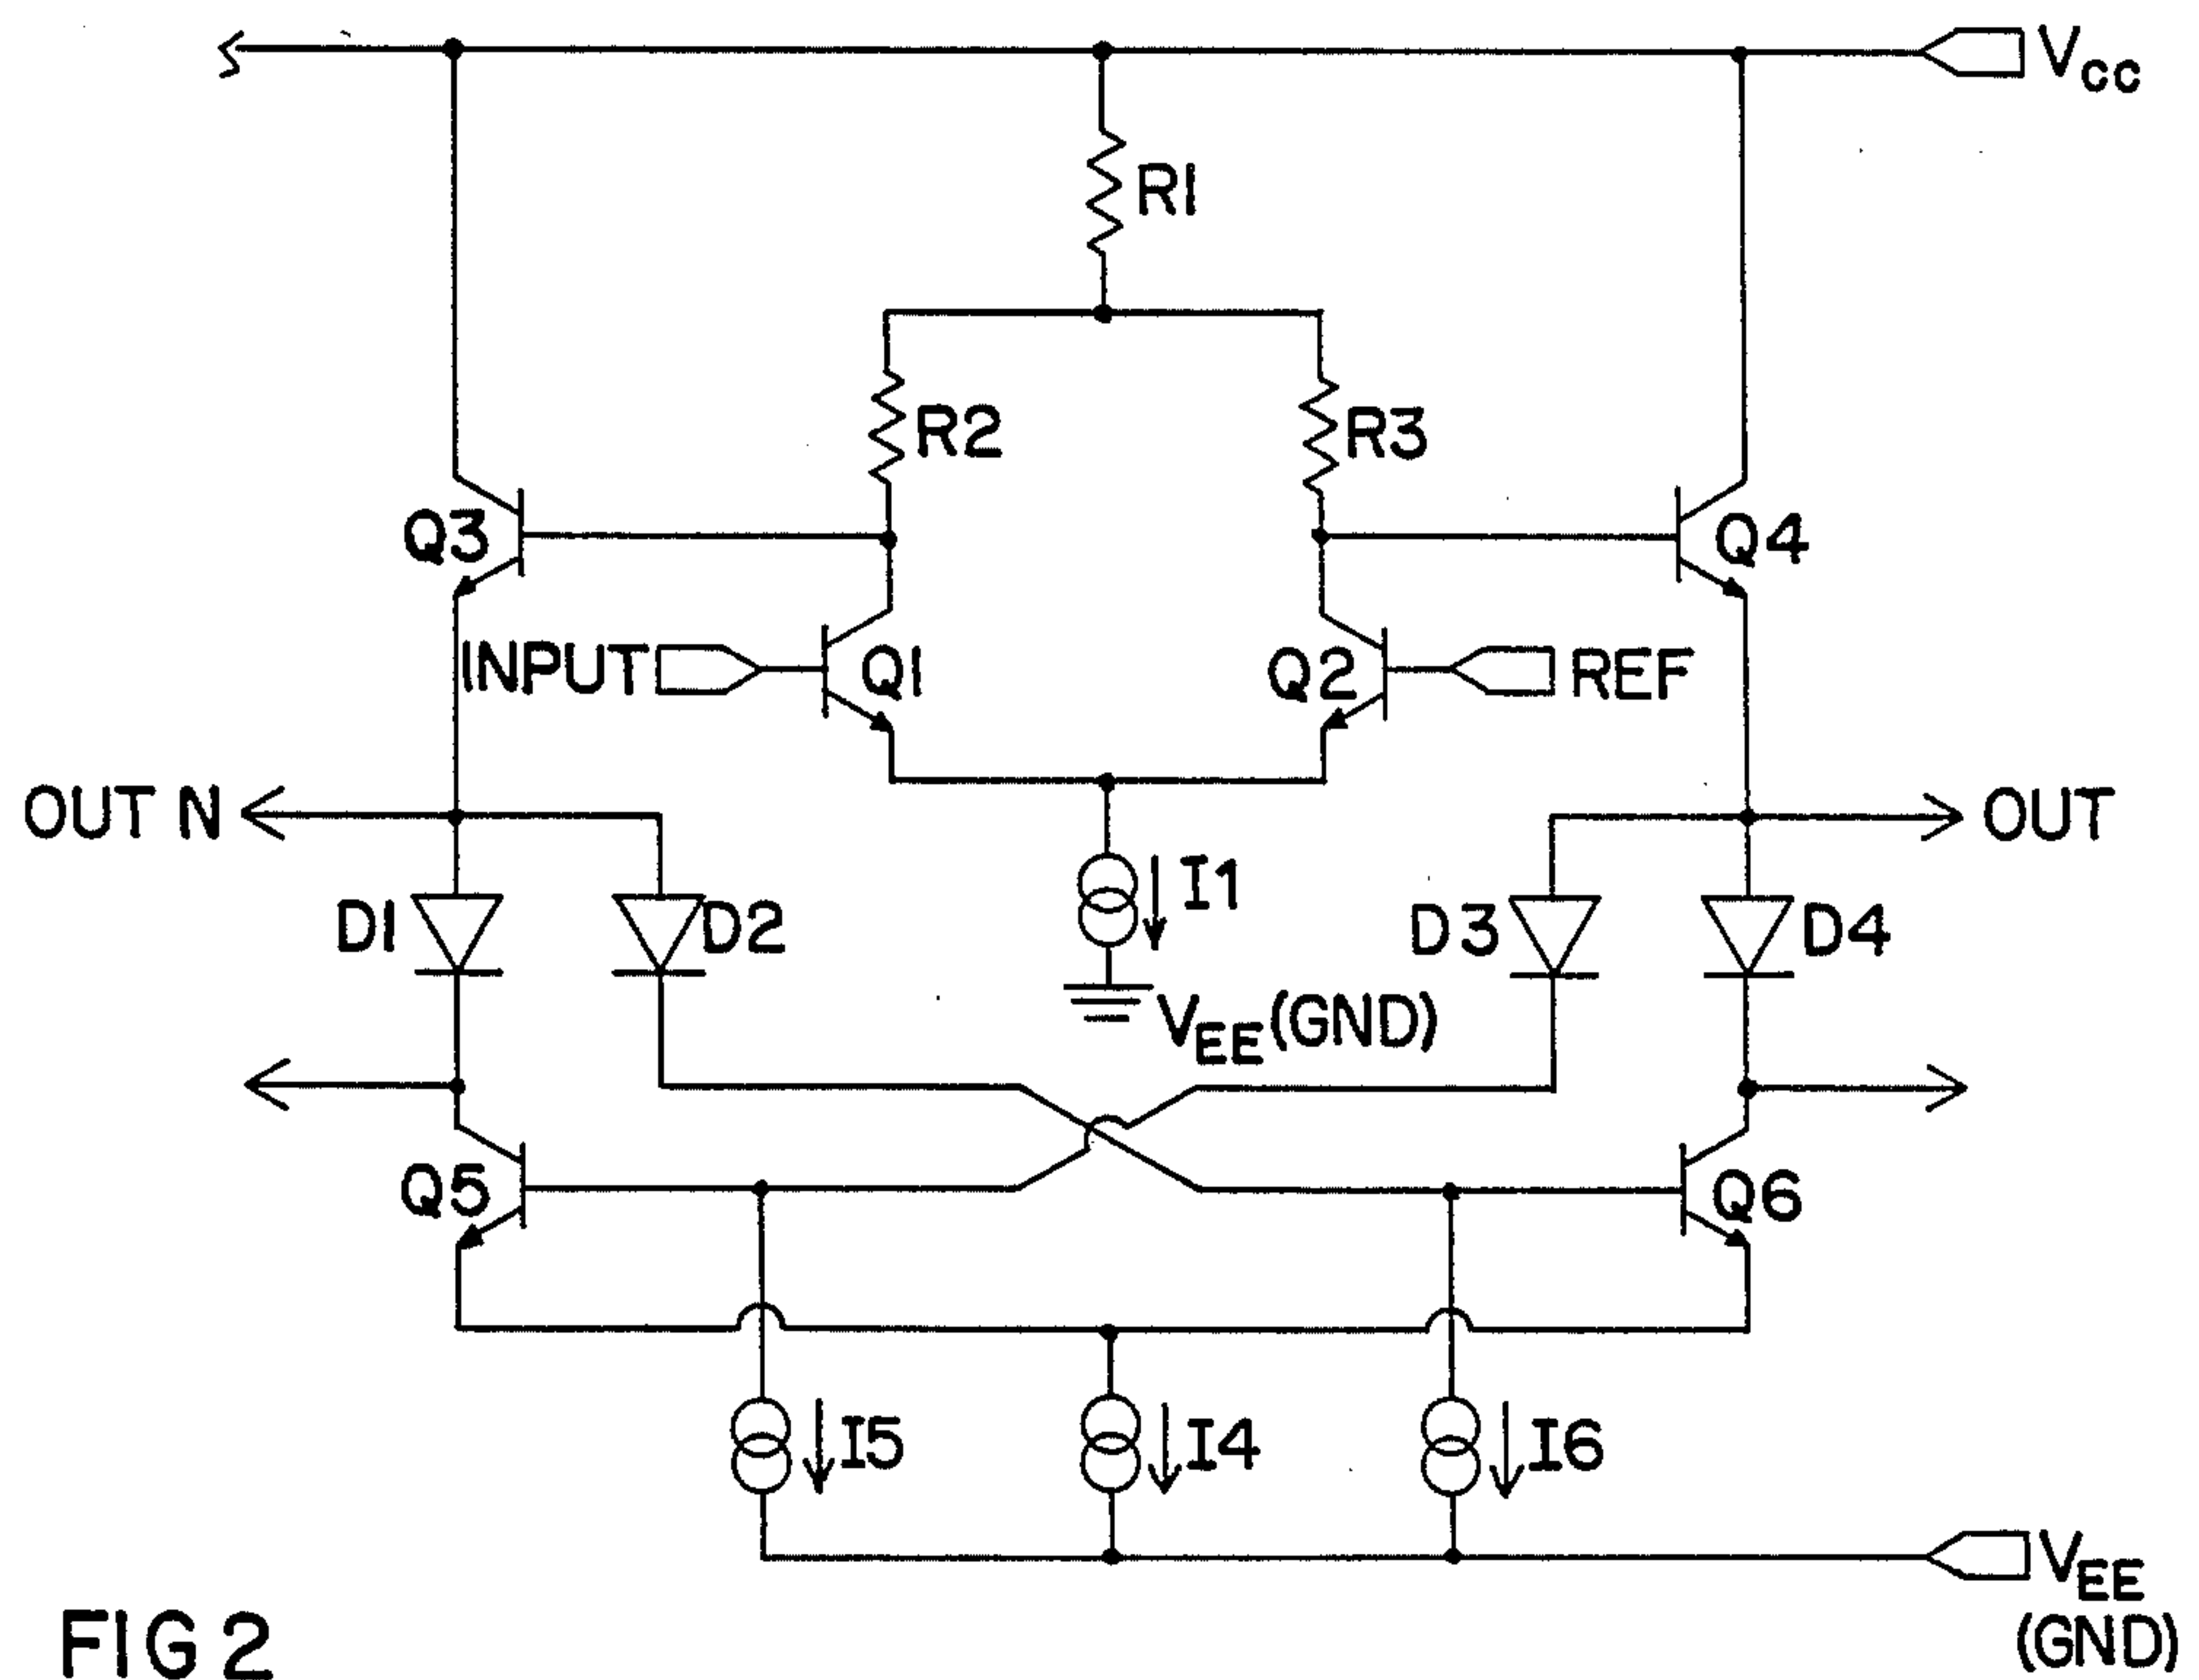 VCC
R1
R2
R3
Q3
Q4
INPUT
Q1
Q2
REF
OUT N
OUT
I1
D1
D2
D3
D4
VEE (GND)
Q5
Q6
I5
I4
I6
VEE
(GND)
FIG 2